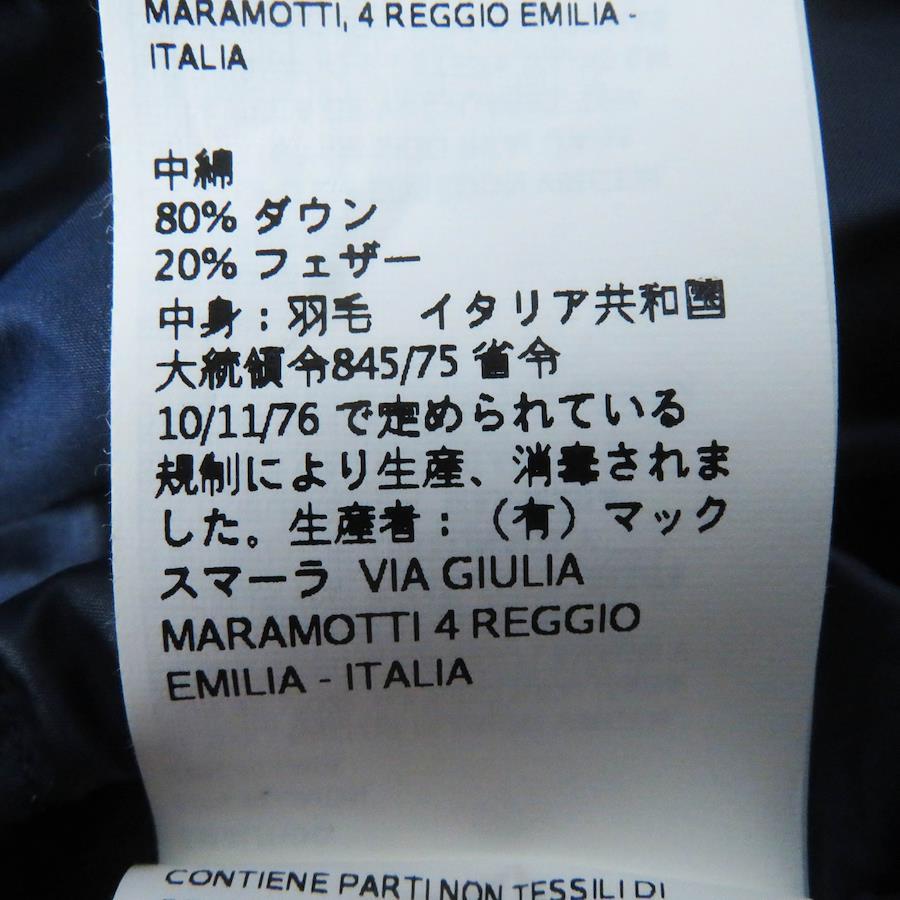 MARAMOTTI, 4 REGGIO EMILIA -
ITALIA
中綿
80% ダウン
20% フェザー
中身：羽毛　イタリア共和国
大統領令845/75 省令
10/11/76 で定められている
規制により生産、消毒されま
した。生産者：（有）マック
スマーラ VIA GIULIA
MARAMOTTI 4 REGGIO
EMILIA - ITALIA
CONTIENE PARTI NON TESSILI DI